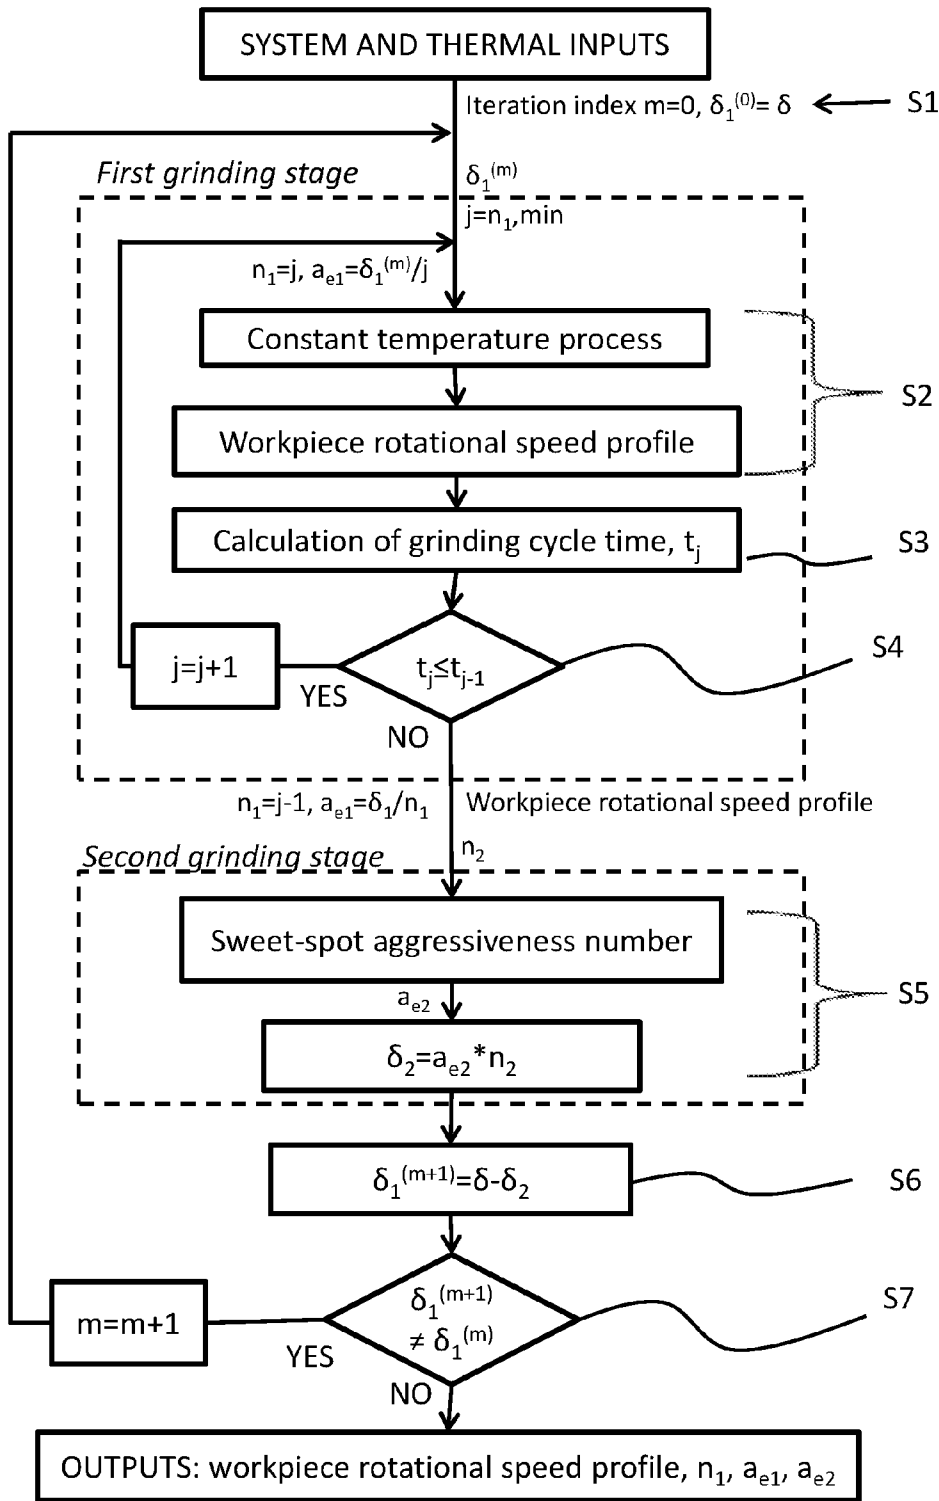 SYSTEM AND THERMAL INPUTS
Iteration index m=0, δ₁⁽⁰⁾= δ
S1
First grinding stage
δ₁⁽ᵐ⁾
j=n₁,min
n₁=j, aₑ₁=δ₁⁽ᵐ⁾/j
Constant temperature process
S2
Workpiece rotational speed profile
Calculation of grinding cycle time, tⱼ
S3
j=j+1
YES
tⱼ≤tⱼ₋₁
S4
NO
n₁=j-1, aₑ₁=δ₁/n₁
Workpiece rotational speed profile
Second grinding stage
n₂
Sweet-spot aggressiveness number
aₑ₂
S5
δ₂=aₑ₂*n₂
δ₁⁽ᵐ⁺¹⁾=δ-δ₂
S6
m=m+1
YES
δ₁⁽ᵐ⁺¹⁾
≠ δ₁⁽ᵐ⁾
S7
NO
OUTPUTS: workpiece rotational speed profile, n₁, aₑ₁, aₑ₂